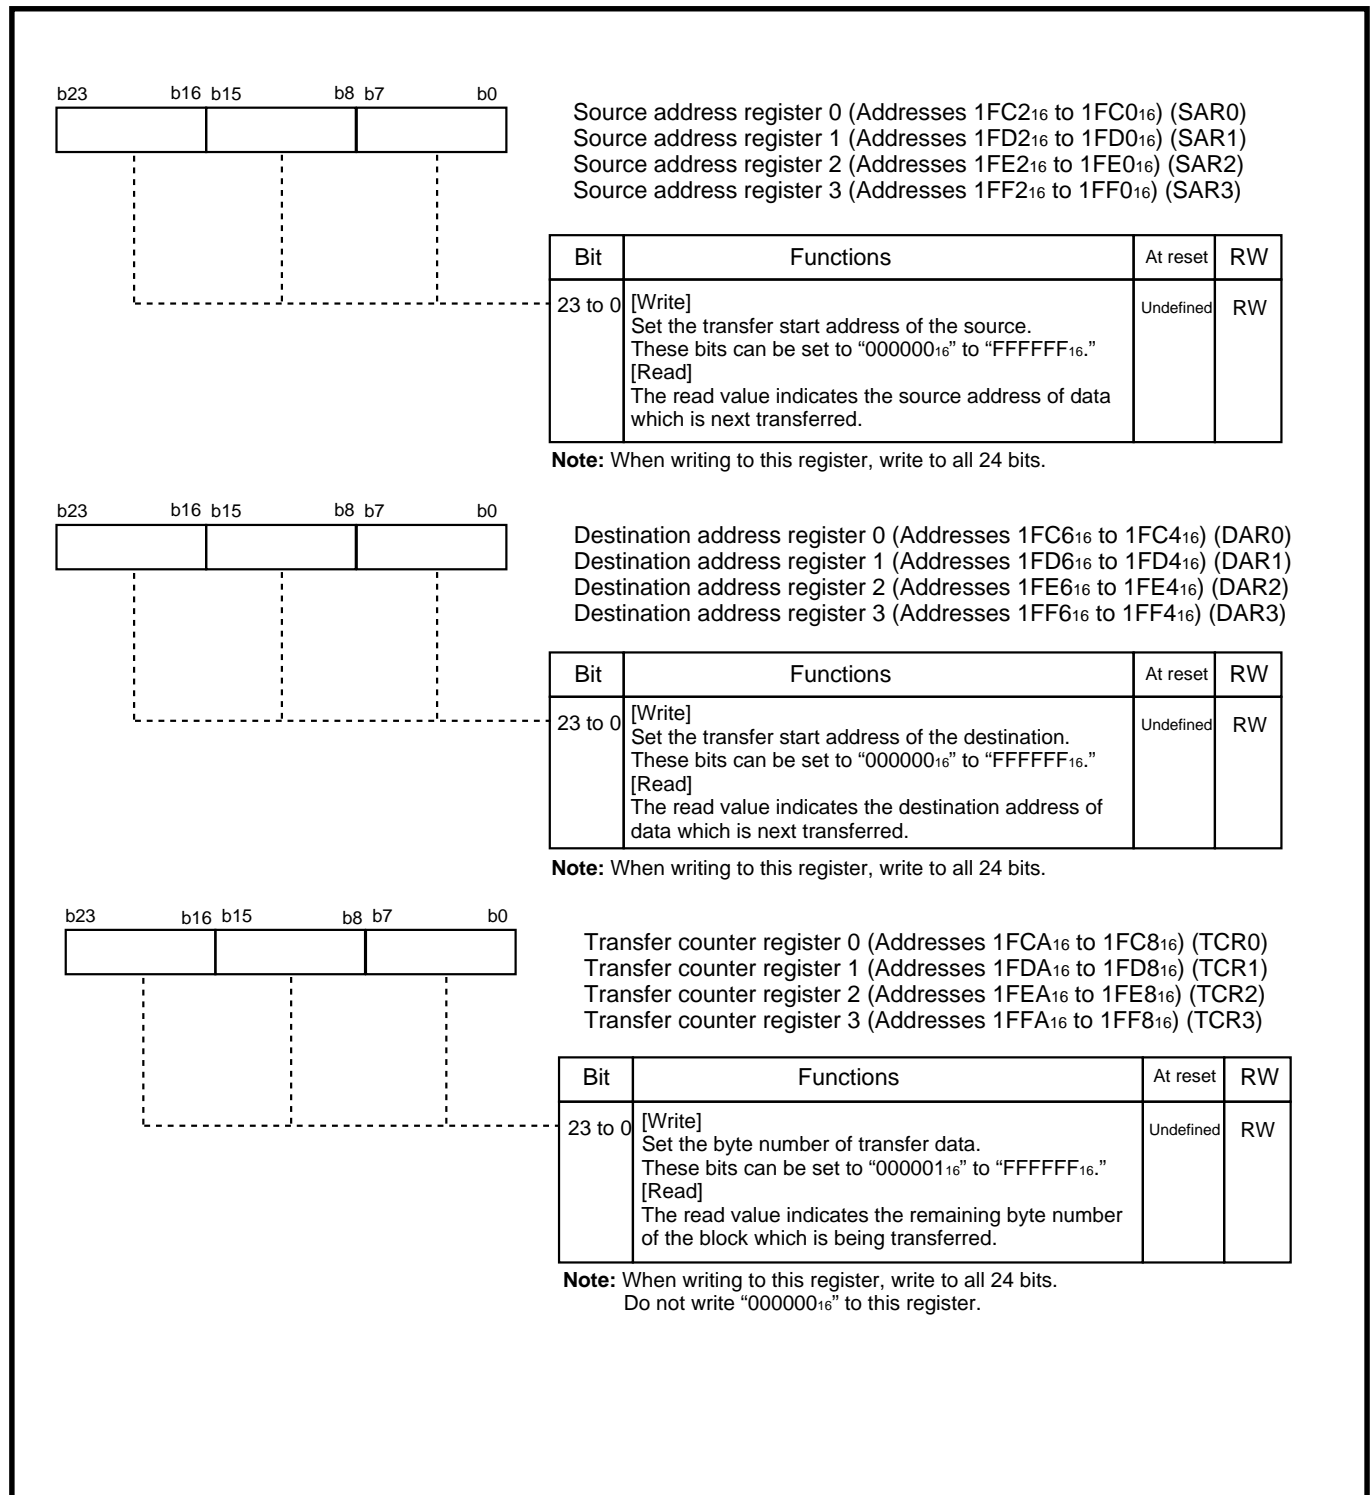 b23 b16 b15 b8 b7 b0
Source address register 0 (Addresses 1FC2₁₆ to 1FC0₁₆) (SAR0)
Source address register 1 (Addresses 1FD2₁₆ to 1FD0₁₆) (SAR1)
Source address register 2 (Addresses 1FE2₁₆ to 1FE0₁₆) (SAR2)
Source address register 3 (Addresses 1FF2₁₆ to 1FF0₁₆) (SAR3)
Bit Functions At reset RW
23 to 0 [Write] Undefined RW
Set the transfer start address of the source.
These bits can be set to “000000₁₆” to “FFFFFF₁₆.”
[Read]
The read value indicates the source address of data
which is next transferred.
Note: When writing to this register, write to all 24 bits.
b23 b16 b15 b8 b7 b0
Destination address register 0 (Addresses 1FC6₁₆ to 1FC4₁₆) (DAR0)
Destination address register 1 (Addresses 1FD6₁₆ to 1FD4₁₆) (DAR1)
Destination address register 2 (Addresses 1FE6₁₆ to 1FE4₁₆) (DAR2)
Destination address register 3 (Addresses 1FF6₁₆ to 1FF4₁₆) (DAR3)
Bit Functions At reset RW
23 to 0 [Write] Undefined RW
Set the transfer start address of the destination.
These bits can be set to “000000₁₆” to “FFFFFF₁₆.”
[Read]
The read value indicates the destination address of
data which is next transferred.
Note: When writing to this register, write to all 24 bits.
b23 b16 b15 b8 b7 b0
Transfer counter register 0 (Addresses 1FCA₁₆ to 1FC8₁₆) (TCR0)
Transfer counter register 1 (Addresses 1FDA₁₆ to 1FD8₁₆) (TCR1)
Transfer counter register 2 (Addresses 1FEA₁₆ to 1FE8₁₆) (TCR2)
Transfer counter register 3 (Addresses 1FFA₁₆ to 1FF8₁₆) (TCR3)
Bit Functions At reset RW
23 to 0 [Write] Undefined RW
Set the byte number of transfer data.
These bits can be set to “000001₁₆” to “FFFFFF₁₆.”
[Read]
The read value indicates the remaining byte number
of the block which is being transferred.
Note: When writing to this register, write to all 24 bits.
Do not write “000000₁₆” to this register.